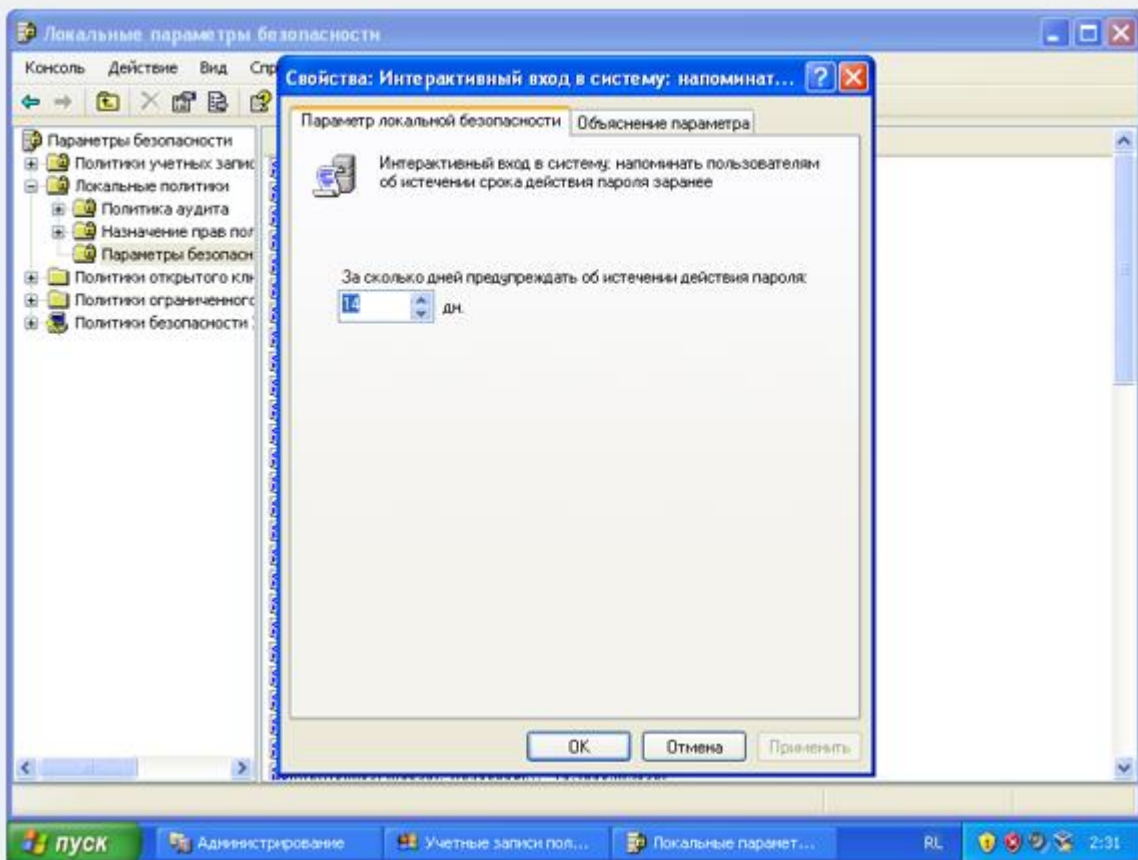 Локальные параметры безопасности
Консоль Действие Вид
Свойства: Интерактивный вход в систему: напоминат...
Параметр локальной безопасности
Объяснение параметра
Интерактивный вход в систему: напоминать пользователям
об истечении срока действия пароля заранее
За сколько дней предупреждать об истечении действия пароля:
14 дн.
OK
Отмена
Применить
Параметры безопасности
Политики учетных запис
Локальные политики
Политика аудита
Назначение прав пол
Параметры безопасн
Политики открытого клю
Политики ограниченного
Политики безопасности
пуск
Администрирование
Учетные записи пол...
Локальные парамет...
RL
2:31